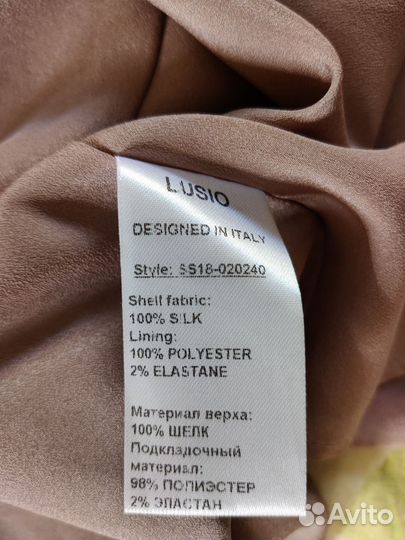 LUSIO
DESIGNED IN ITALY
Style: SS18-020240
Shell fabric:
100% SILK
Lining:
100% POLYESTER
2% ELASTANE
Материал верха:
100% ШЕЛК
Подкладочный
материал:
98% ПОЛИЭСТЕР
2% ЭЛАСТАН
Avito